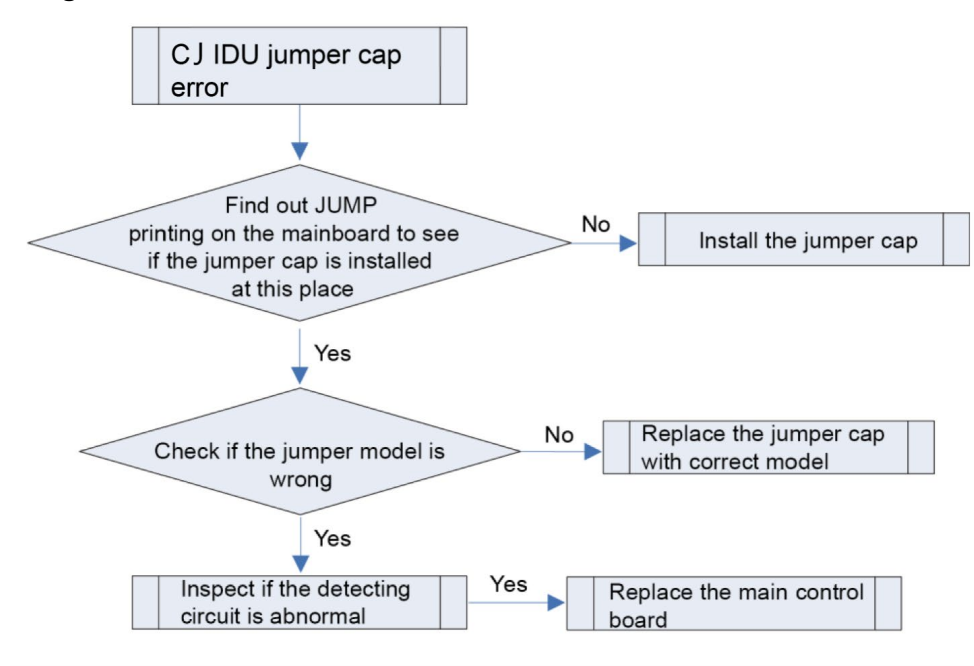 CJ IDU jumper cap
error
Find out JUMP
printing on the mainboard to see
if the jumper cap is installed
at this place
No
Install the jumper cap
Yes
Check if the jumper model is
wrong
No
Replace the jumper cap
with correct model
Yes
Inspect if the detecting
circuit is abnormal
Yes
Replace the main control
board